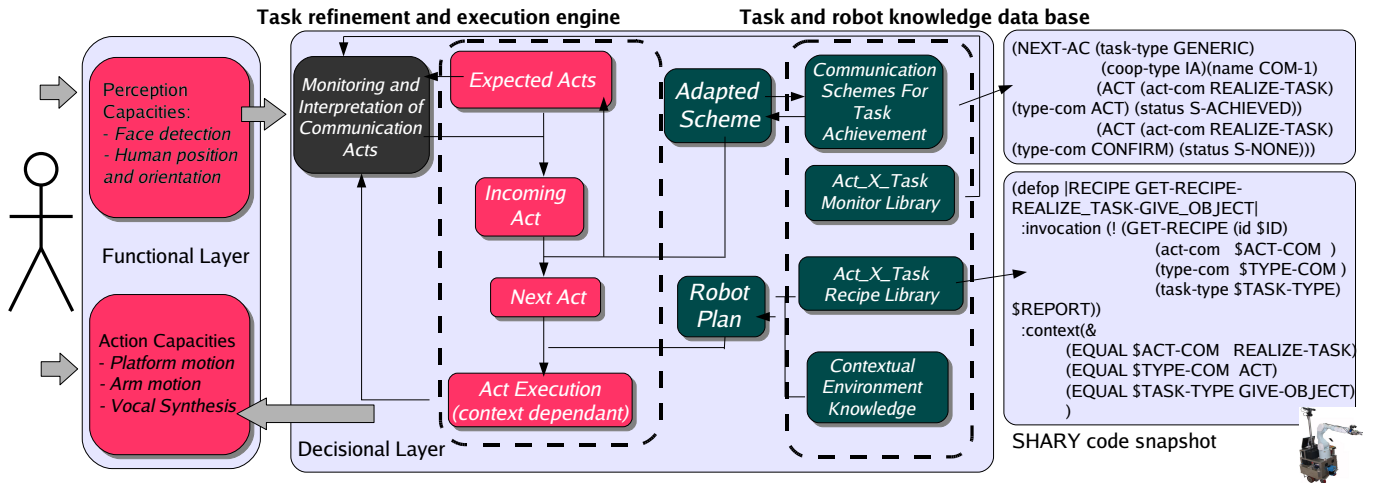 Task refinement and execution engine
Task and robot knowledge data base
Perception
Capacities:
- Face detection
- Human position
and orientation
Functional Layer
Action Capacities
- Platform motion
- Arm motion
- Vocal Synthesis
Monitoring and
Interpretation of
Communication
Acts
Expected Acts
Incoming
Act
Next Act
Act Execution
(context dependant)
Decisional Layer
Adapted
Scheme
Robot
Plan
Communication
Schemes For
Task
Achievement
Act_X_Task
Monitor Library
Act_X_Task
Recipe Library
Contextual
Environment
Knowledge
(NEXT-AC (task-type GENERIC)
(coop-type IA)(name COM-1)
(ACT (act-com REALIZE-TASK)
(type-com ACT) (status S-ACHIEVED))
(ACT (act-com REALIZE-TASK)
(type-com CONFIRM) (status S-NONE)))
(defop |RECIPE GET-RECIPE-
REALIZE_TASK-GIVE_OBJECT|
:invocation (! (GET-RECIPE (id $ID)
(act-com $ACT-COM )
(type-com $TYPE-COM )
(task-type $TASK-TYPE)
$REPORT))
:context(&
(EQUAL $ACT-COM REALIZE-TASK)
(EQUAL $TYPE-COM ACT)
(EQUAL $TASK-TYPE GIVE-OBJECT)
)
SHARY code snapshot